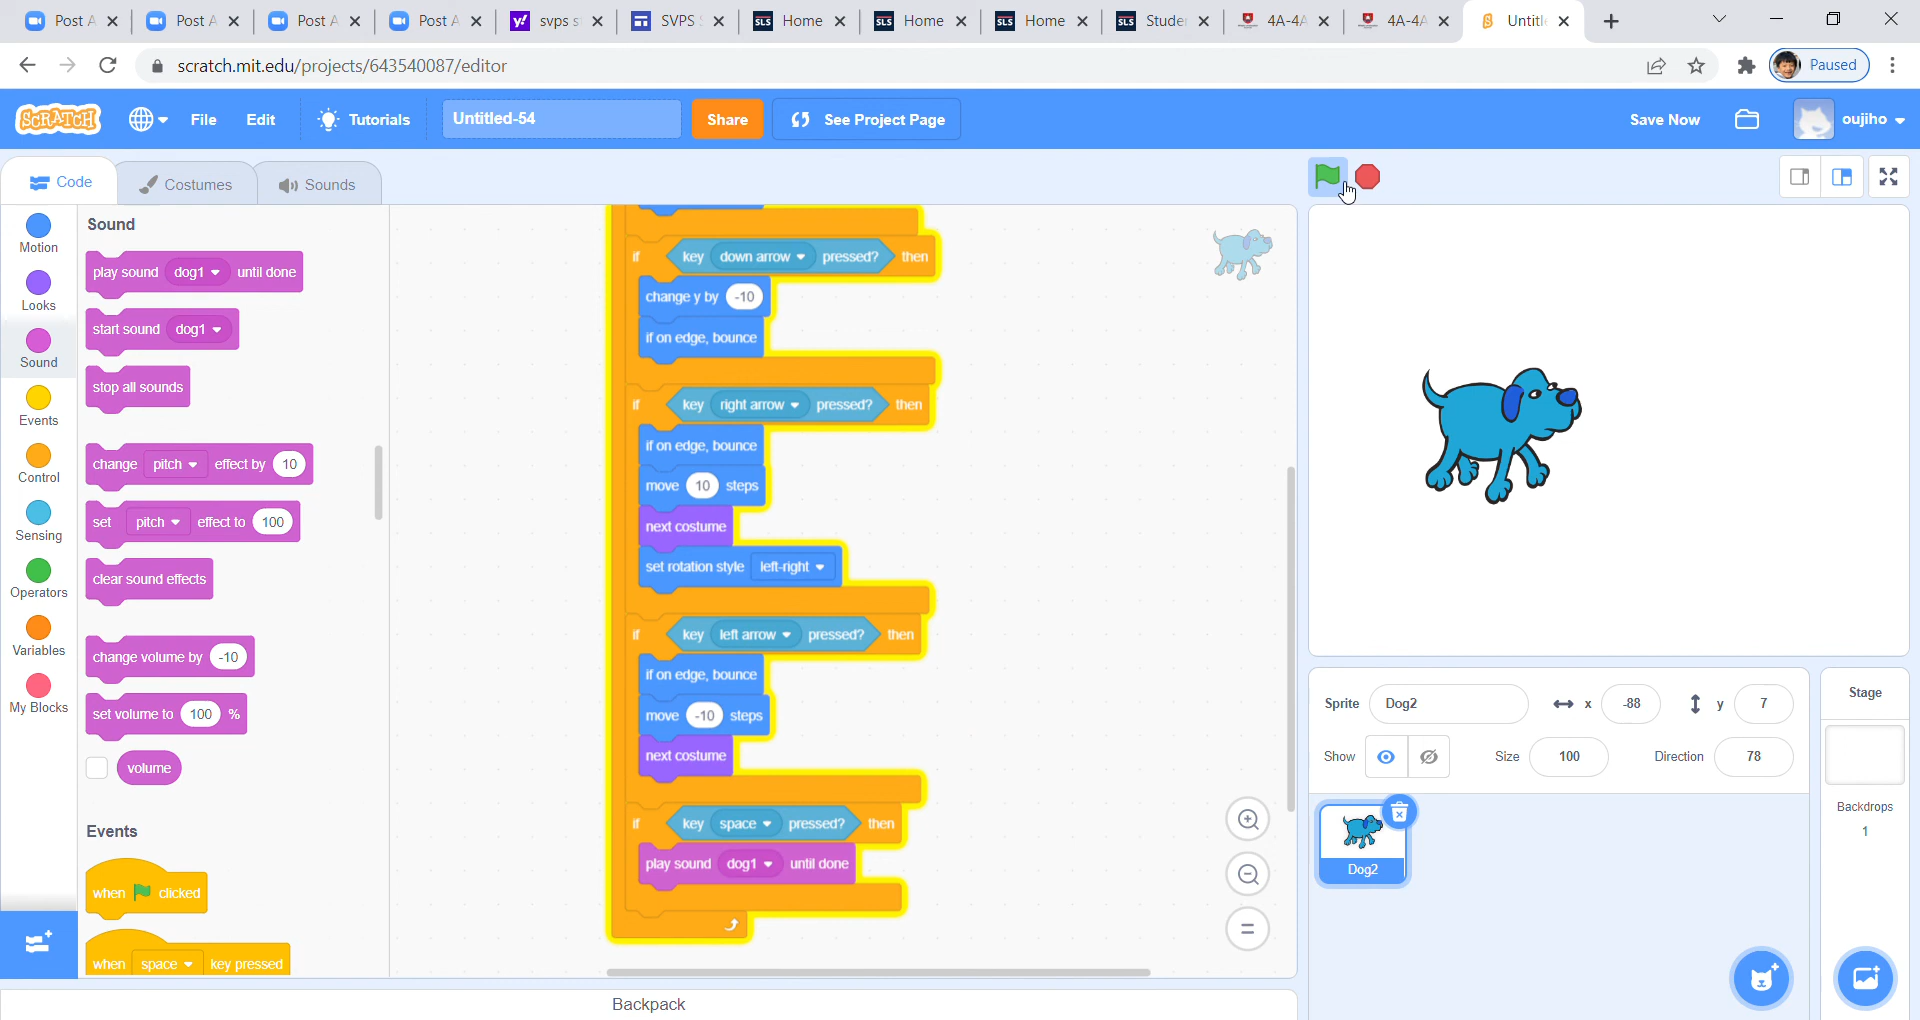 Post A
Post A
Post A
Post A
svps s
SVPS S
SLS Home
SLS Home
SLS Home
SLS Stude
4A-4A
4A-4A
Untitle
scratch.mit.edu/projects/643540087/editor
Paused
SCRATCH
File
Edit
Tutorials
Untitled-54
Share
See Project Page
Save Now
oujiho
Code
Costumes
Sounds
Motion
Looks
Sound
Events
Control
Sensing
Operators
Variables
My Blocks
Sound
play sound dog1 until done
start sound dog1
stop all sounds
change pitch effect by 10
set pitch effect to 100
clear sound effects
change volume by -10
set volume to 100 %
volume
Events
when clicked
when space key pressed
if key down arrow pressed? then
change y by -10
if on edge, bounce
if key right arrow pressed? then
if on edge, bounce
move 10 steps
next costume
set rotation style left-right
if key left arrow pressed? then
if on edge, bounce
move -10 steps
next costume
if key space pressed? then
play sound dog1 until done
Backpack
Sprite Dog2 x -88 y 7
Show Size 100 Direction 78
Dog2
Stage
Backdrops
1